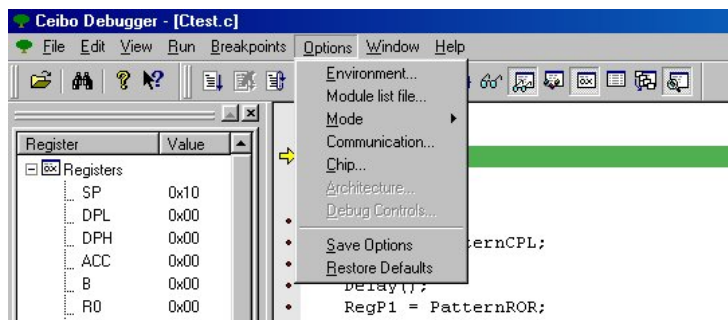 Ceibo Debugger - [Ctest.c]
File Edit View Run Breakpoints Options Window Help
Environment...
Module list file...
Mode
Communication...
Chip...
Architecture...
Debug Controls...
Save Options
Restore Defaults
Register Value
Registers
SP 0x10
DPL 0x00
DPH 0x00
ACC 0x00
B 0x00
R0 0x00
ternCPL;
Delay();
RegP1 = PatternROR;